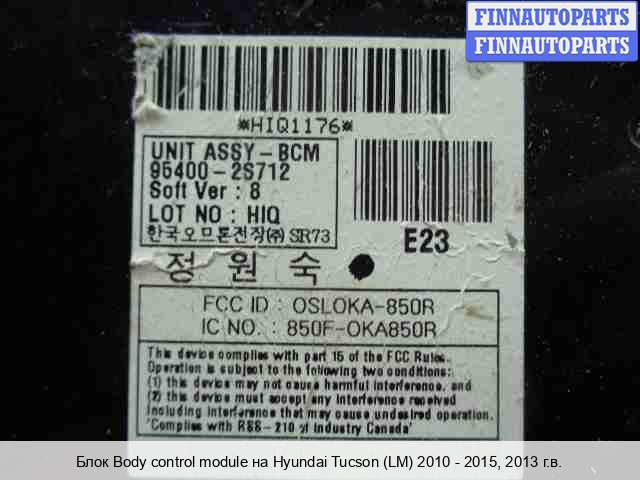 FINNAUTOPARTS
FINNAUTOPARTS
*HIQ1176*
UNIT ASSY-BCM
95400-2S712
Soft Ver : 8
LOT NO : HIQ
한국오므론전장(주) SR73
E23
정 원 숙
FCC ID : OSLOKA-850R
IC NO. : 850F-OKA850R
This device complies with part 15 of the FCC Rules.
Operation is subject to the following two conditions:
(1) this device may not cause harmful interference, and
(2) this device must accept any interference received
including interference that may cause undesired operation.
'Complies with RSS-210 of Industry Canada'
Блок Body control module на Hyundai Tucson (LM) 2010 - 2015, 2013 г.в.